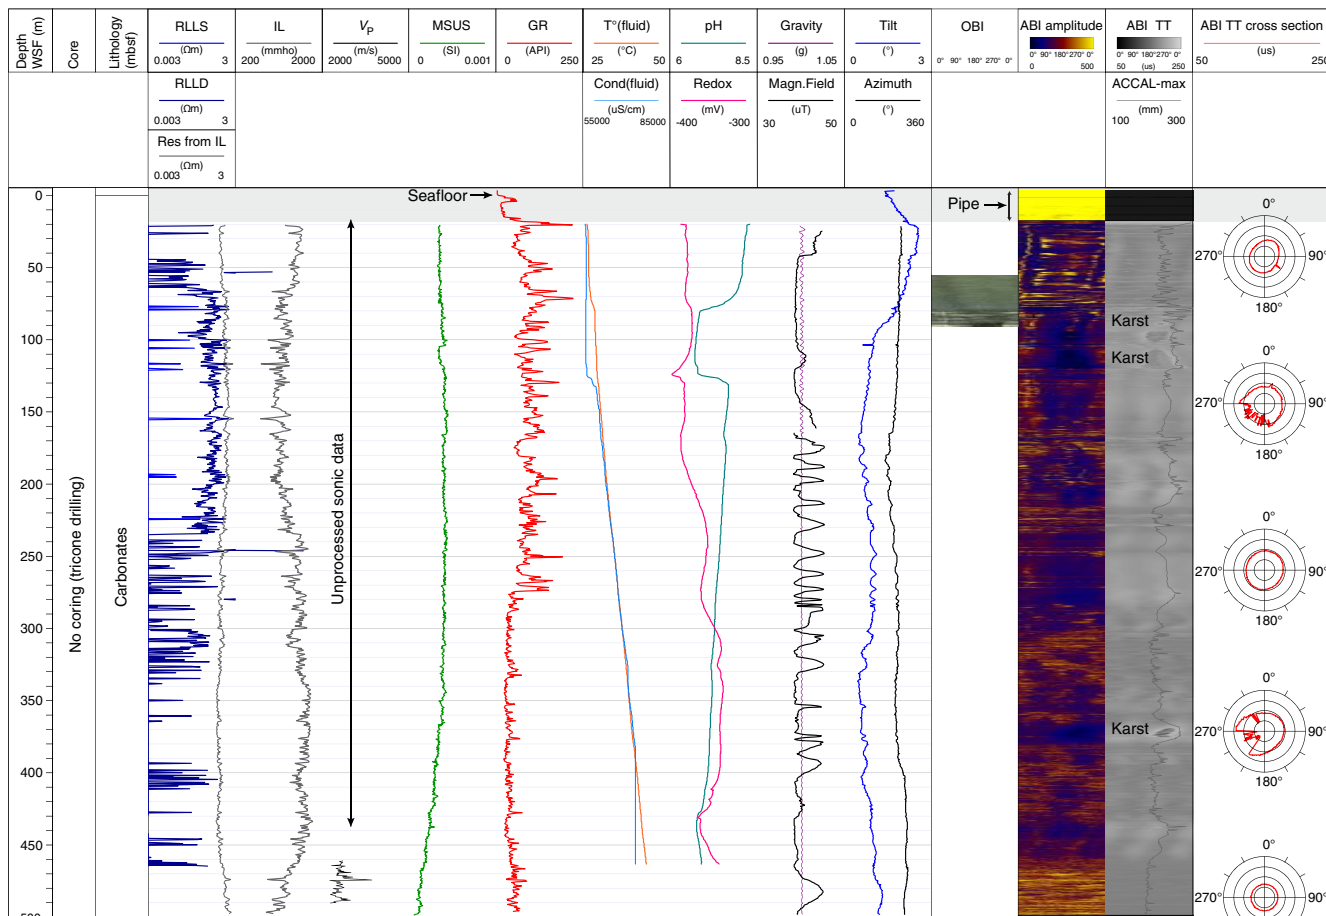 Depth
WSF (m)
Core
Lithology
(mbsf)
RLLS
(Ωm)
0.003 3
RLLD
(Ωm)
0.003 3
Res from IL
(Ωm)
0.003 3
IL
(mmho)
200 2000
VP
(m/s)
2000 5000
MSUS
(SI)
0 0.001
GR
(API)
0 250
T°(fluid)
(°C)
25 50
Cond(fluid)
(uS/cm)
55000 85000
pH
6 8.5
Redox
(mV)
-400 -300
Gravity
(g)
0.95 1.05
Magn.Field
(uT)
30 50
Tilt
(°)
0 3
Azimuth
(°)
0 360
OBI
0° 90° 180° 270° 0°
ABI amplitude
0° 90° 180° 270° 0°
0 500
ABI TT
0° 90° 180° 270° 0°
50 (us) 250
ACCAL-max
(mm)
100 300
ABI TT cross section
(us)
50 250
0
50
100
150
200
250
300
350
400
450
500
No coring (tricone drilling)
Carbonates
Seafloor
Unprocessed sonic data
Pipe
Karst
Karst
Karst
0°
270° 90°
180°
0°
270° 90°
180°
0°
270° 90°
180°
0°
270° 90°
180°
0°
270° 90°